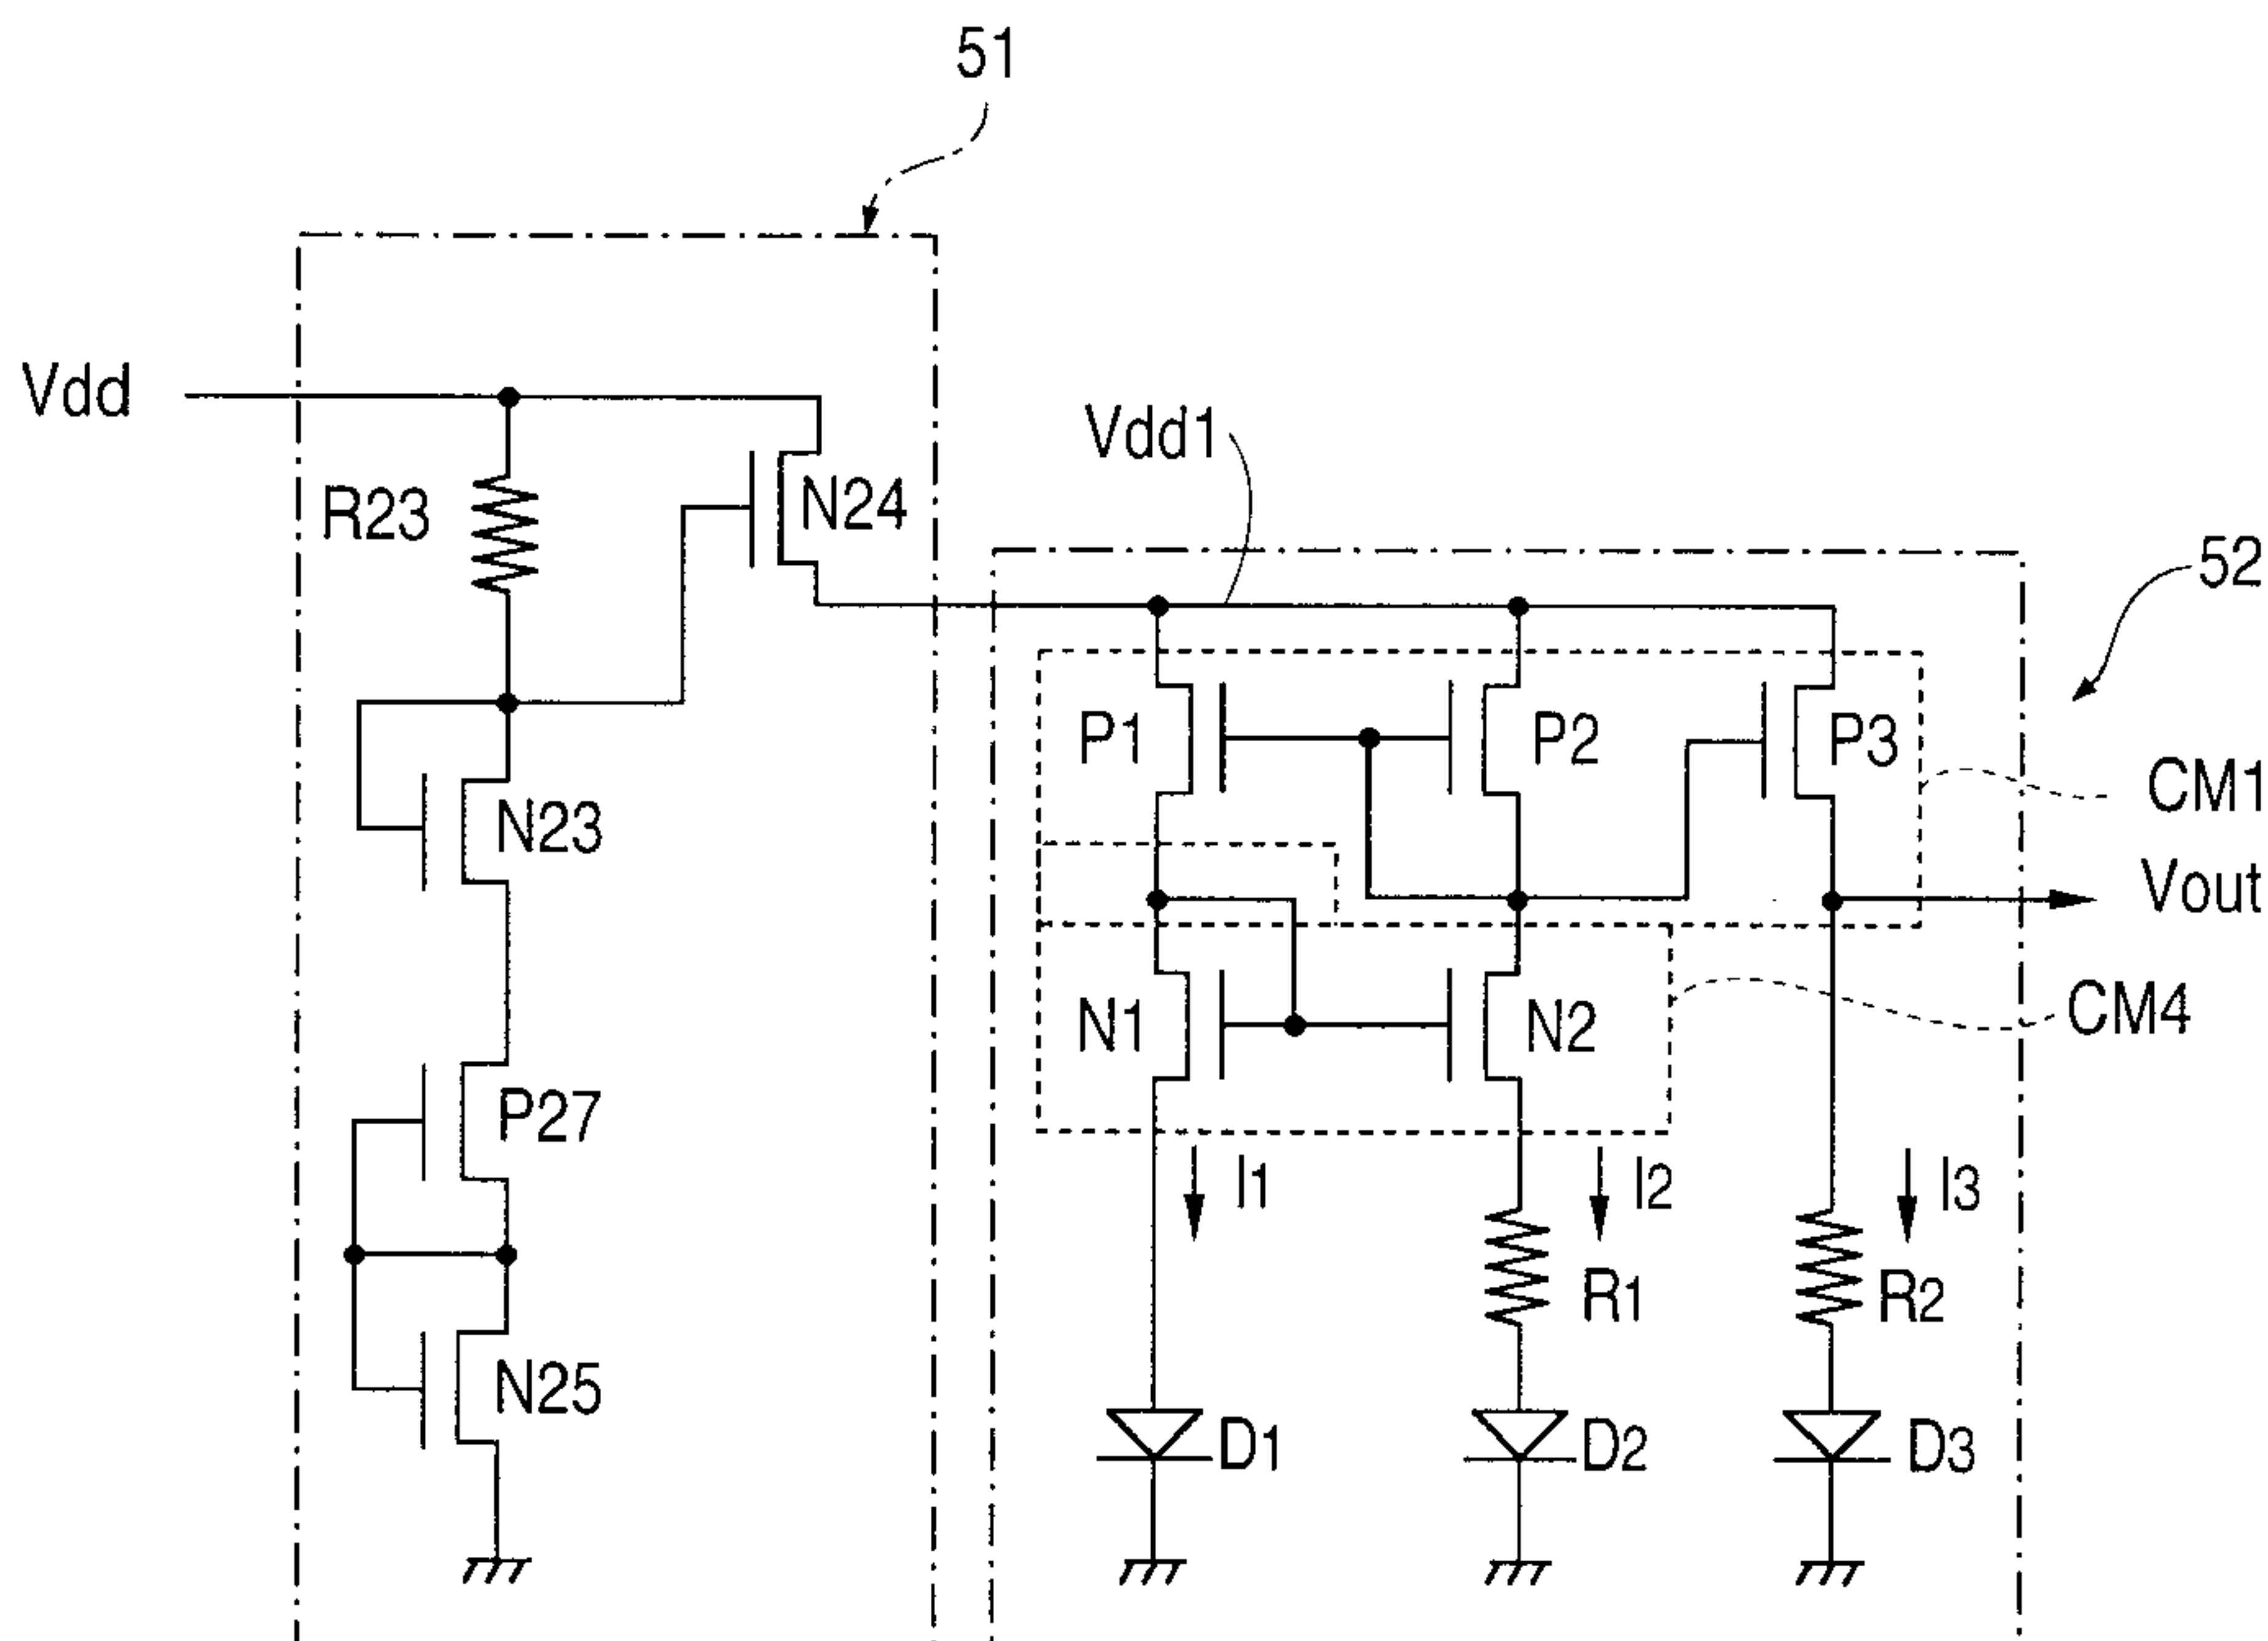 51
Vdd
Vdd1
R23
N24
52
P1
P2
P3
CM1
N23
Vout
N1
N2
CM4
P27
I1
I2
I3
R1
R2
N25
D1
D2
D3